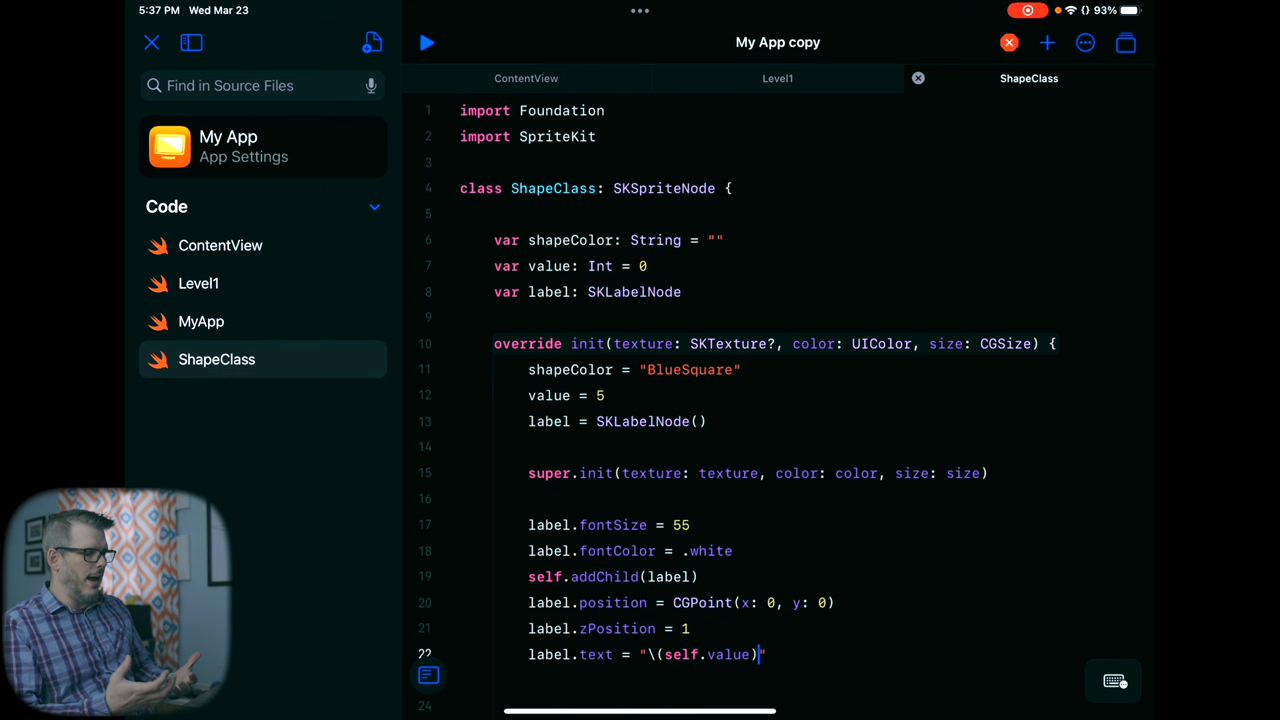 5:37 PM Wed Mar 23
93%
My App copy
Find in Source Files
ContentView
Level1
ShapeClass
My App
App Settings
Code
ContentView
Level1
MyApp
ShapeClass
1 import Foundation
2 import SpriteKit
3
4 class ShapeClass: SKSpriteNode {
5
6 var shapeColor: String = ""
7 var value: Int = 0
8 var label: SKLabelNode
9
10 override init(texture: SKTexture?, color: UIColor, size: CGSize) {
11 shapeColor = "BlueSquare"
12 value = 5
13 label = SKLabelNode()
14
15 super.init(texture: texture, color: color, size: size)
16
17 label.fontSize = 55
18 label.fontColor = .white
19 self.addChild(label)
20 label.position = CGPoint(x: 0, y: 0)
21 label.zPosition = 1
22 label.text = "\(self.value)"
24